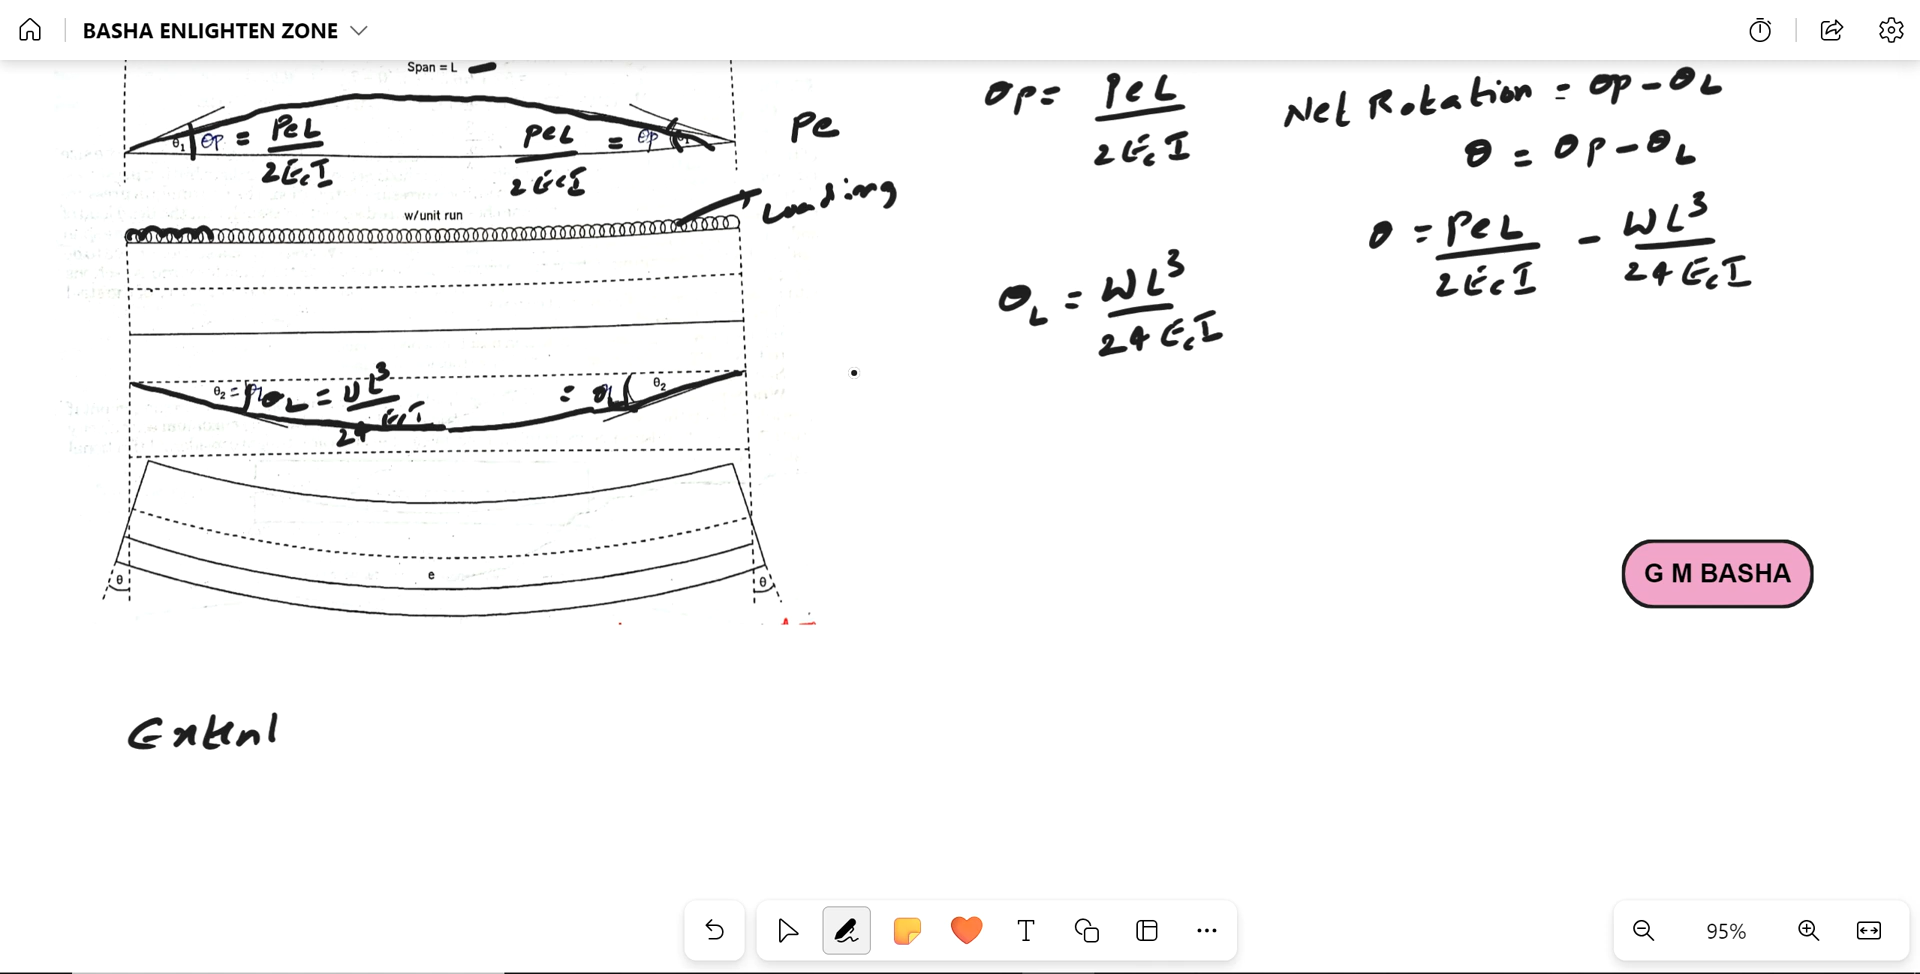 BASHA ENLIGHTEN ZONE
Span = L
θ₁ θp = PeL / 2EcI
PeL / 2EcI = θp
Pe
w/unit run
Loading
θ₂ = θL = WL³ / 24EcI
= θL θ₂
e
θ θ
θp = PeL / 2EcI
θL = WL³ / 24EcI
Net Rotation = θp - θL
θ = θp - θL
θ = PeL / 2EcI - WL³ / 24EcI
G M BASHA
Extenl
95%